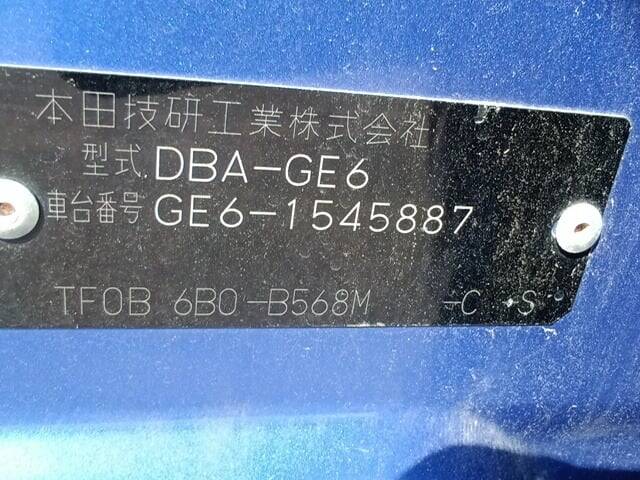 本田技研工業株式会社
型式 DBA-GE6
車台番号 GE6-1545887
TF0B 6B0-B568M -C -S